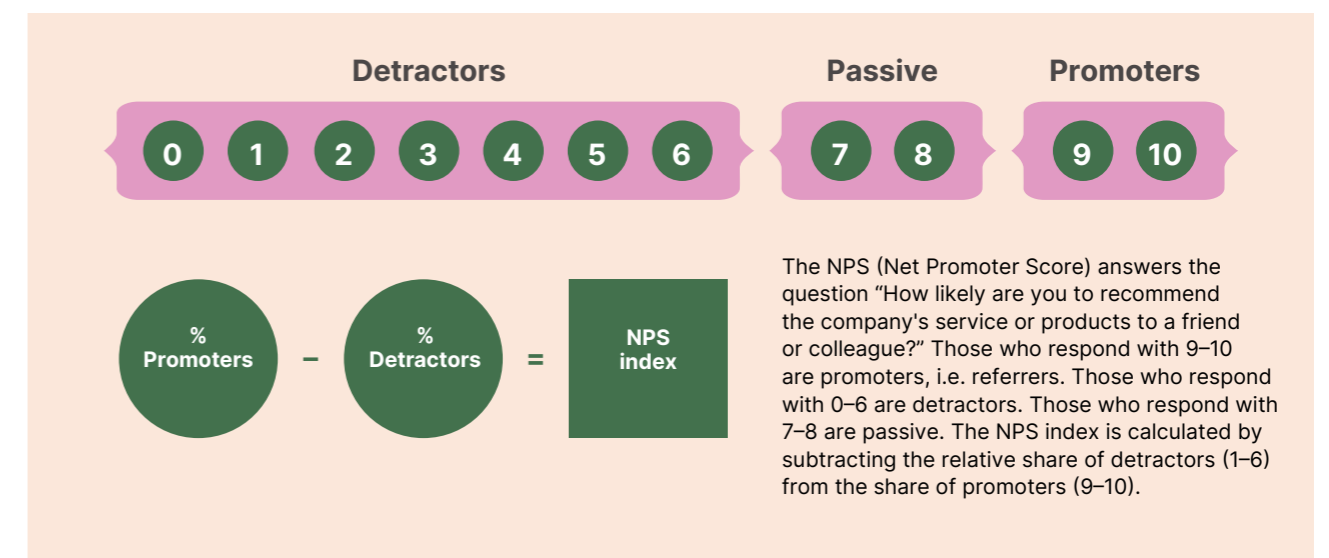 Detractors
Passive
Promoters
0 1 2 3 4 5 6
7 8
9 10
%
Promoters
–
%
Detractors
=
NPS
index
The NPS (Net Promoter Score) answers the
question “How likely are you to recommend
the company's service or products to a friend
or colleague?” Those who respond with 9–10
are promoters, i.e. referrers. Those who respond
with 0–6 are detractors. Those who respond with
7–8 are passive. The NPS index is calculated by
subtracting the relative share of detractors (1–6)
from the share of promoters (9–10).